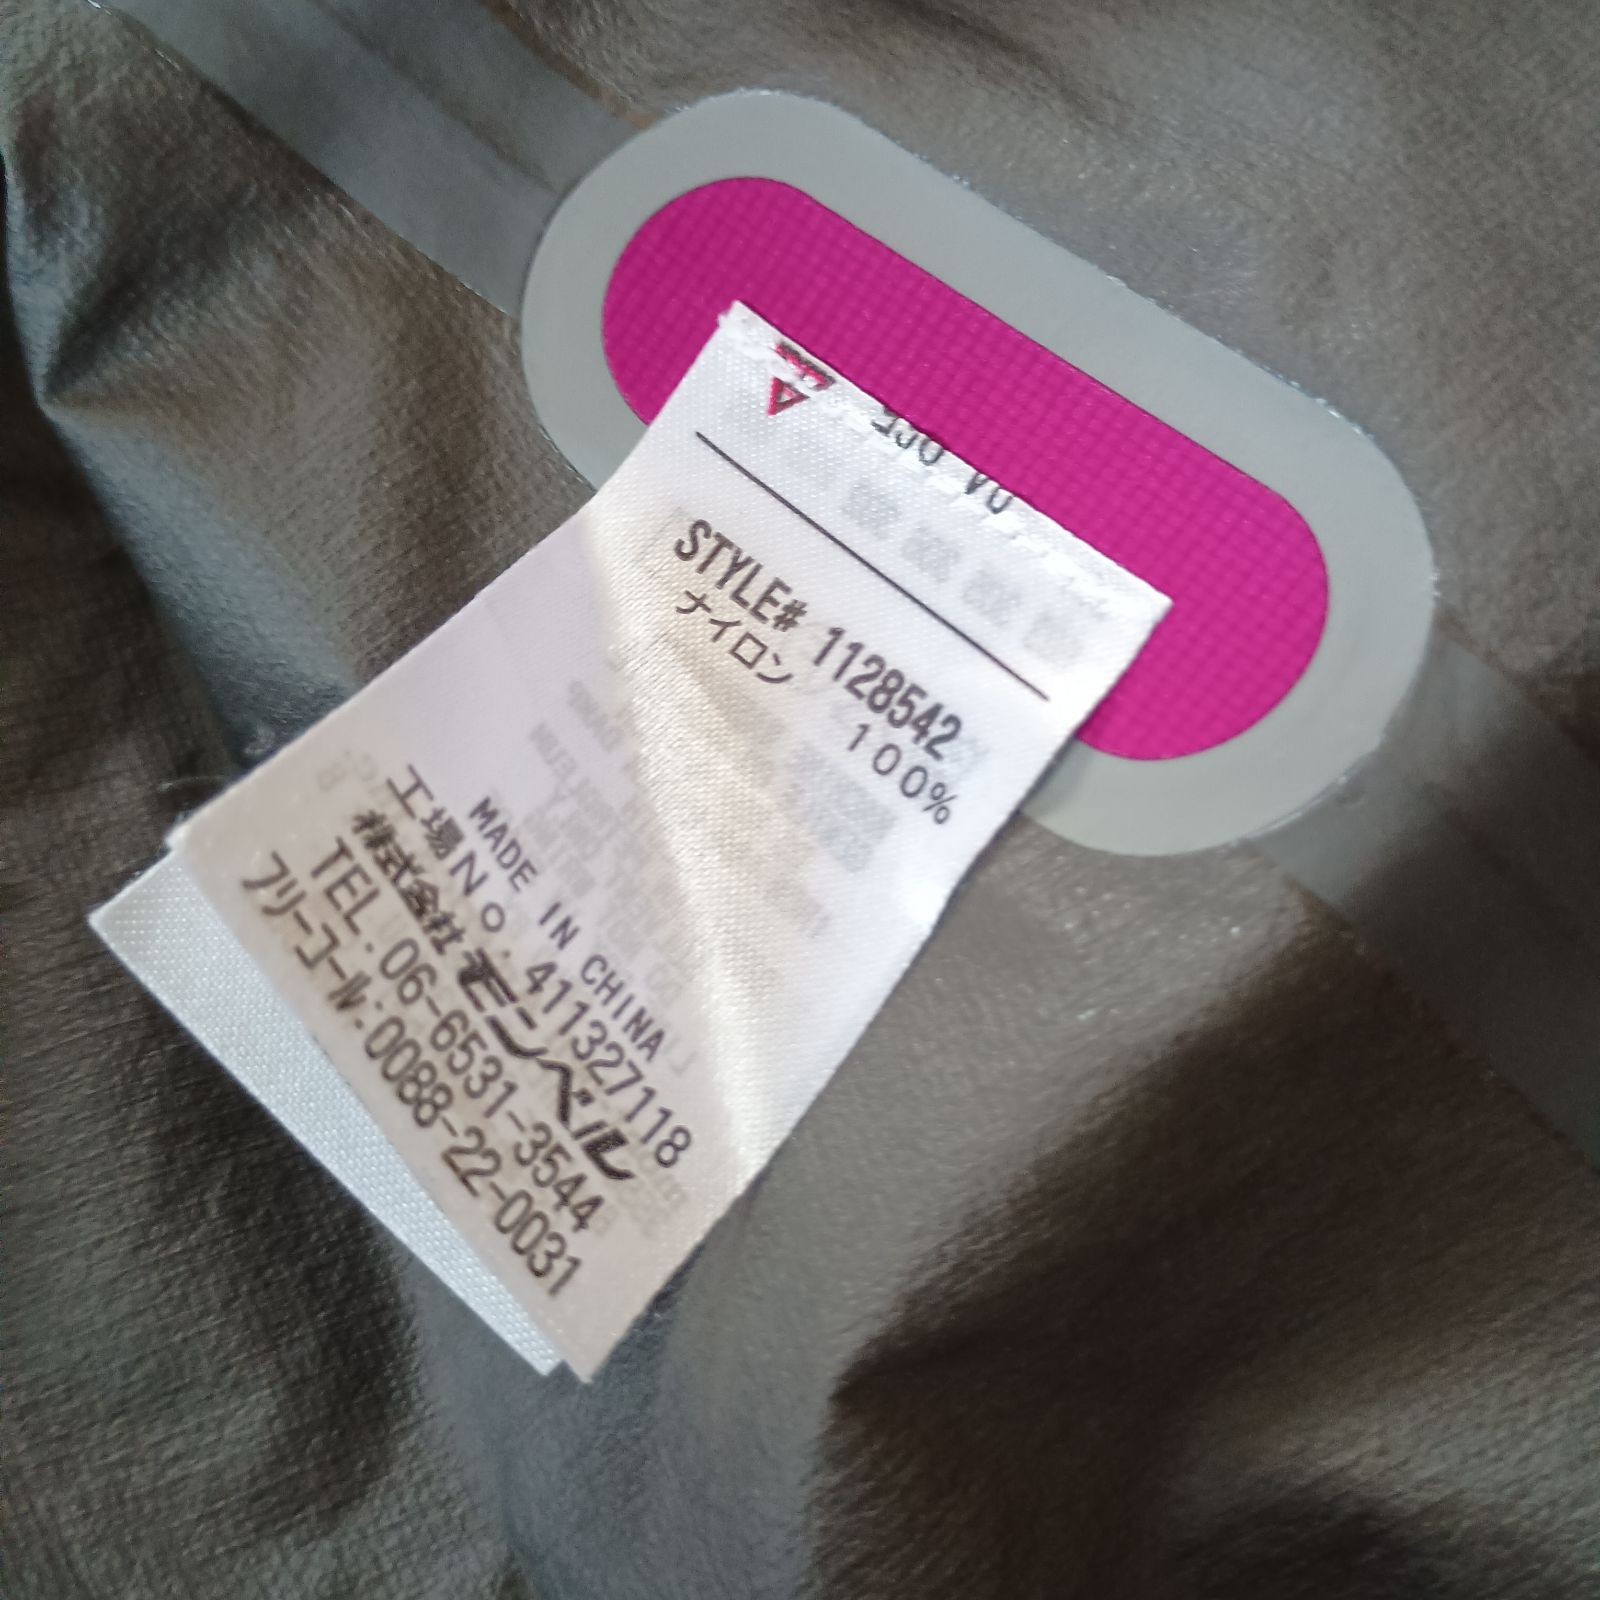 STYLE# 1128542
ナイロン 100%
MADE IN CHINA
工場NO. 411327118
株式会社 モンベル
TEL. 06-6531-3544
フリーコール:0088-22-0031